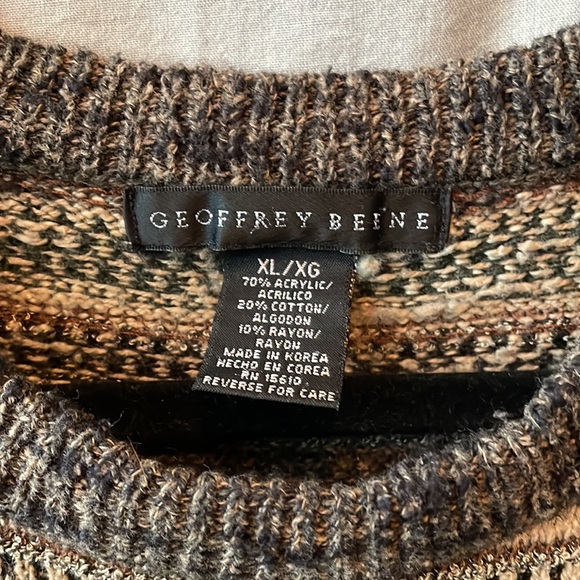 GEOFFREY BEENE
XL/XG
70% ACRYLIC/
ACRILICO
20% COTTON/
ALGODON
10% RAYON/
RAYON
MADE IN KOREA
HECHO EN COREA
RN 15610
REVERSE FOR CARE